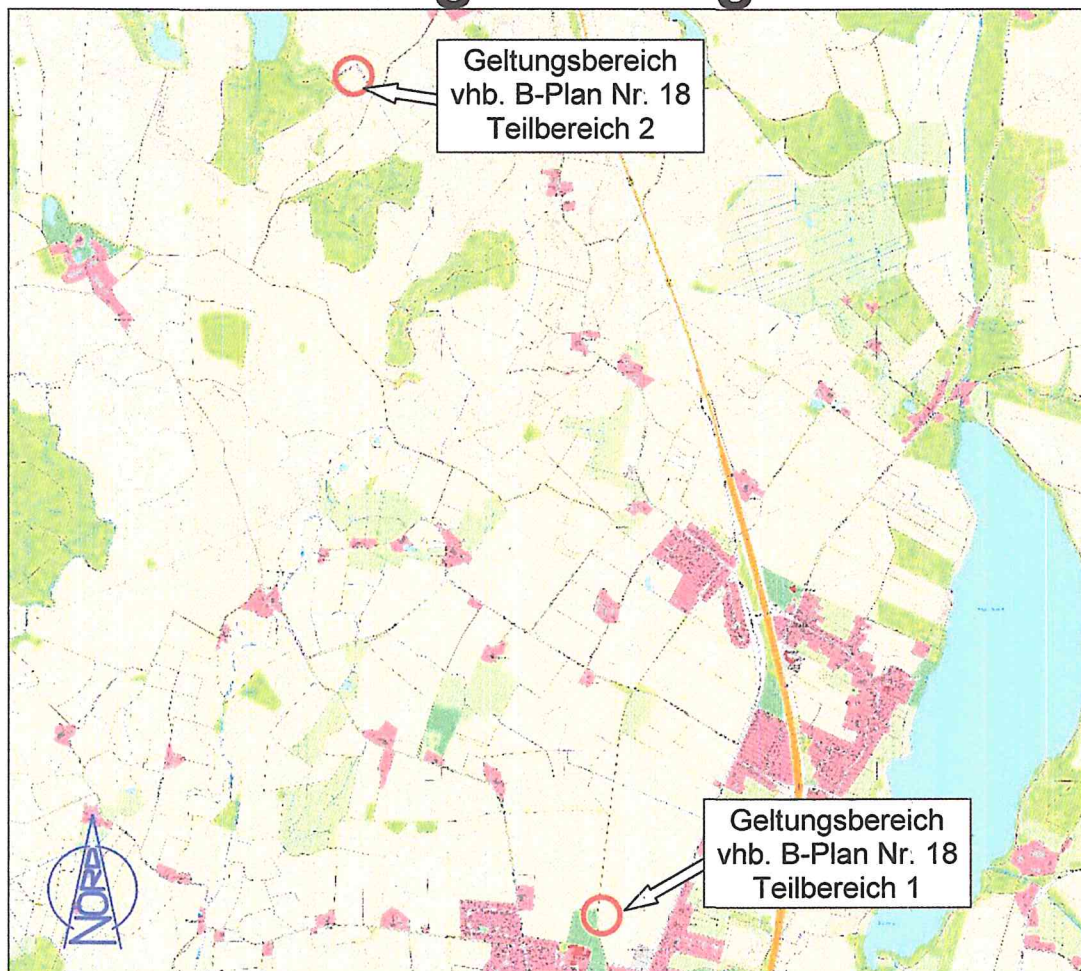 Geltungsbereich
vhb. B-Plan Nr. 18
Teilbereich 2
Geltungsbereich
vhb. B-Plan Nr. 18
Teilbereich 1
NORD